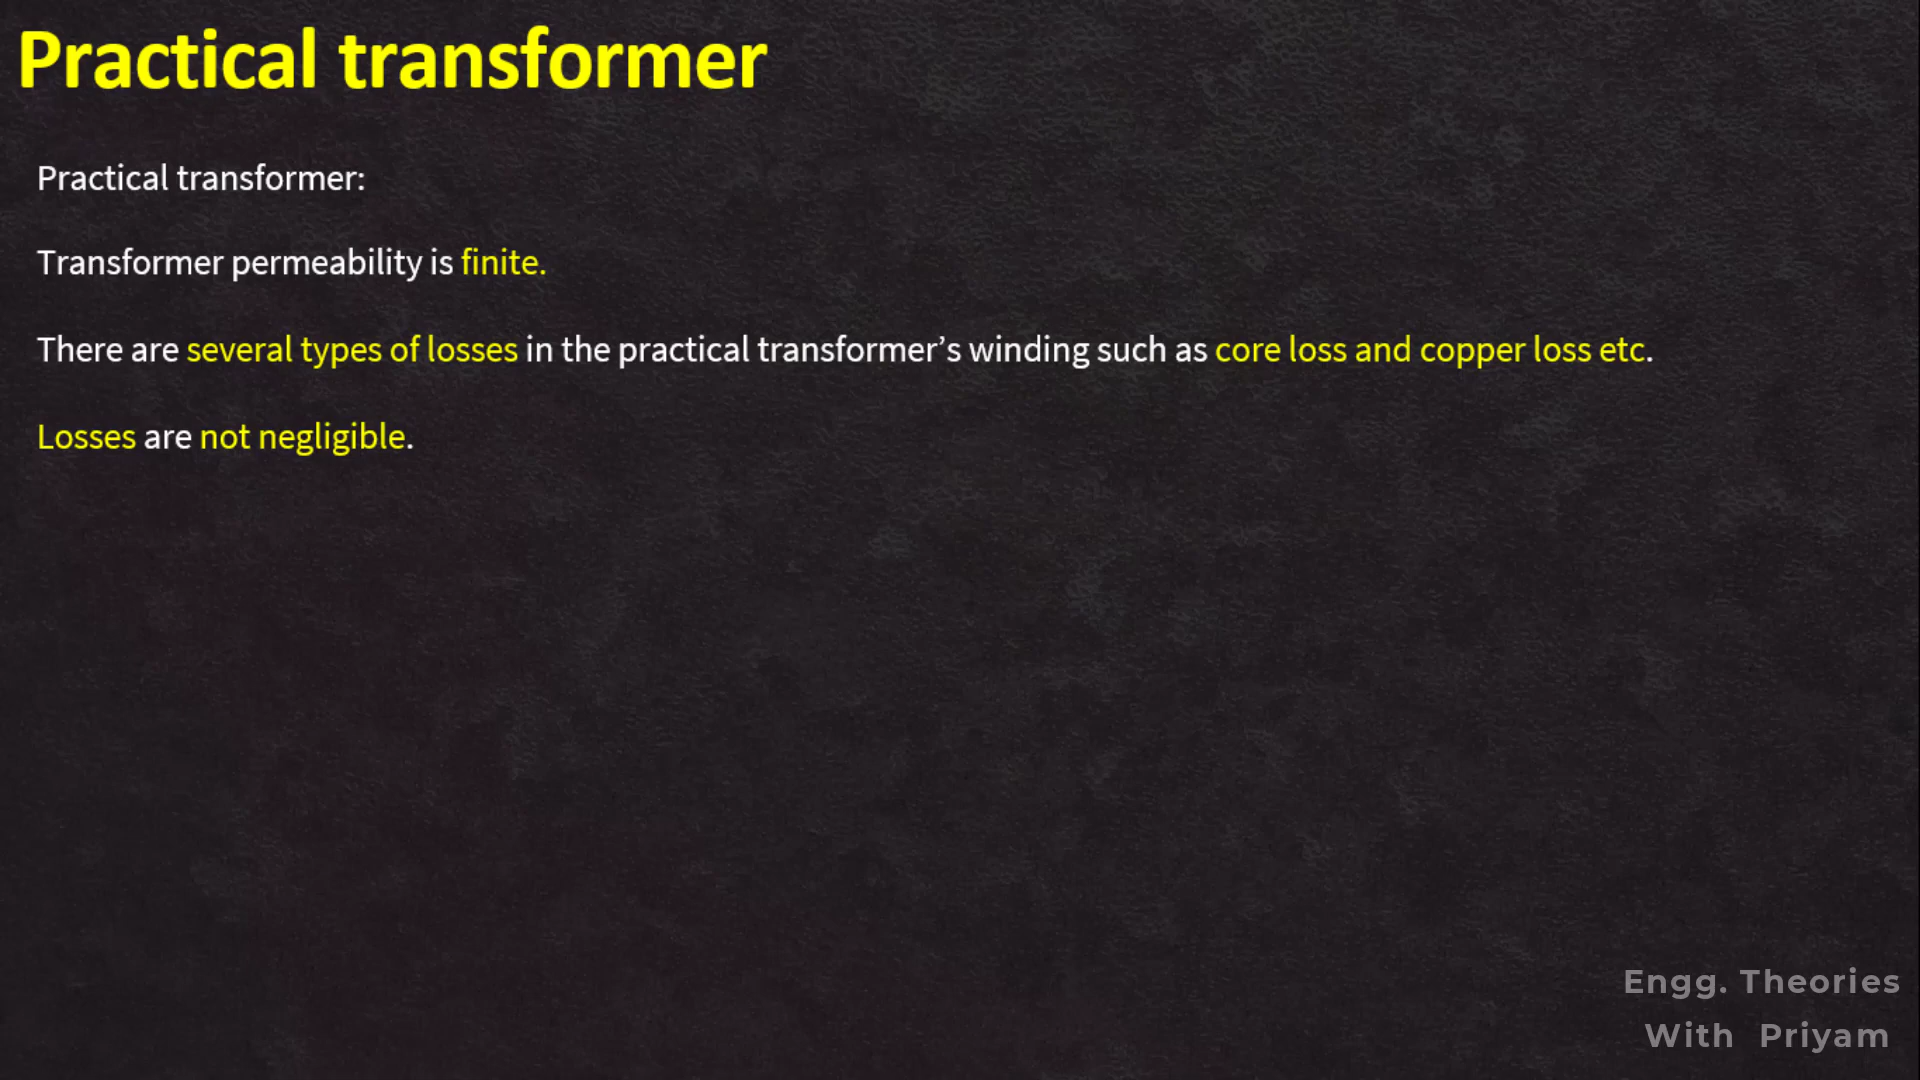 Practical transformer
Practical transformer:
Transformer permeability is finite.
There are several types of losses in the practical transformer’s winding such as core loss and copper loss etc.
Losses are not negligible.
Engg. Theories
With Priyam